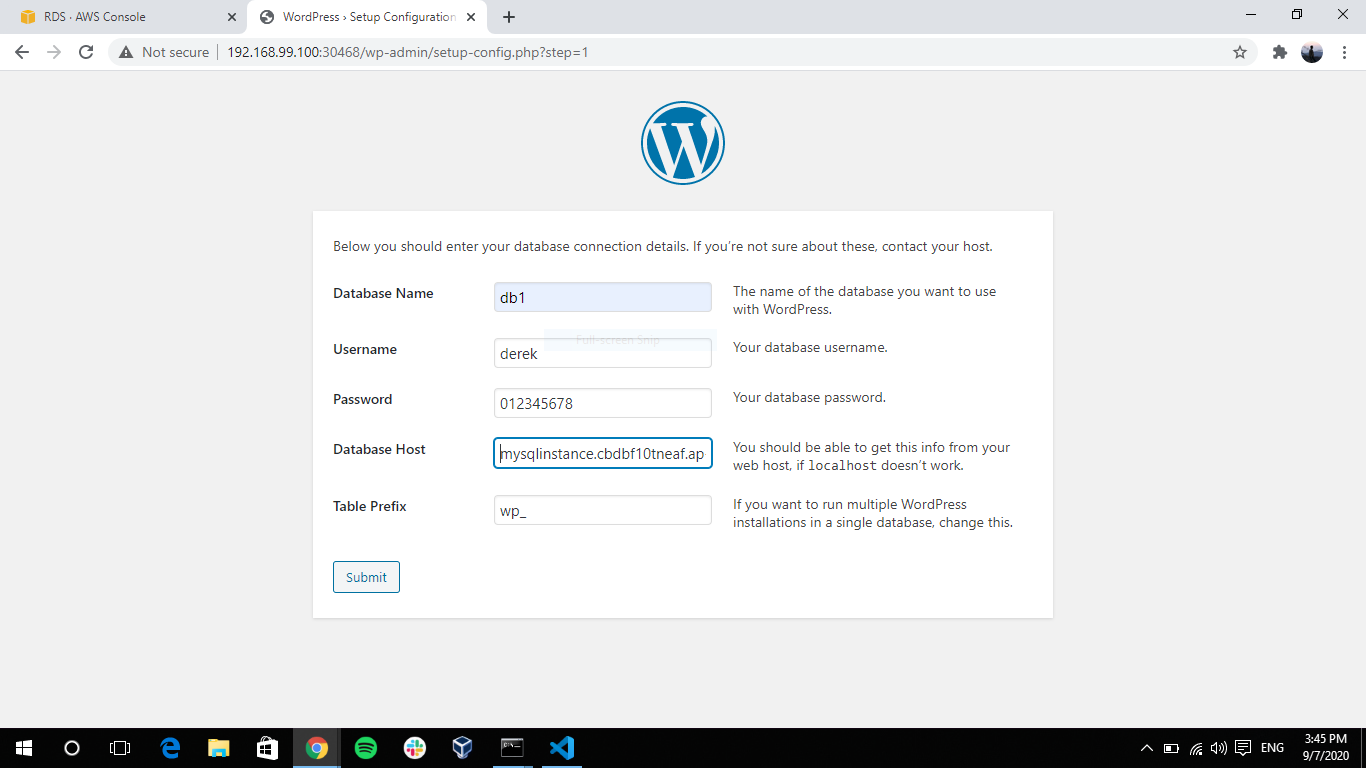 RDS · AWS Console
WordPress › Setup Configuration
Not secure
192.168.99.100:30468/wp-admin/setup-config.php?step=1
Below you should enter your database connection details. If you’re not sure about these, contact your host.
Database Name
db1
The name of the database you want to use
with WordPress.
Full-screen Snip
Username
derek
Your database username.
Password
012345678
Your database password.
Database Host
mysqlinstance.cbdbf10tneaf.ap
You should be able to get this info from your
web host, if localhost doesn’t work.
Table Prefix
wp_
If you want to run multiple WordPress
installations in a single database, change this.
Submit
ENG
3:45 PM
9/7/2020